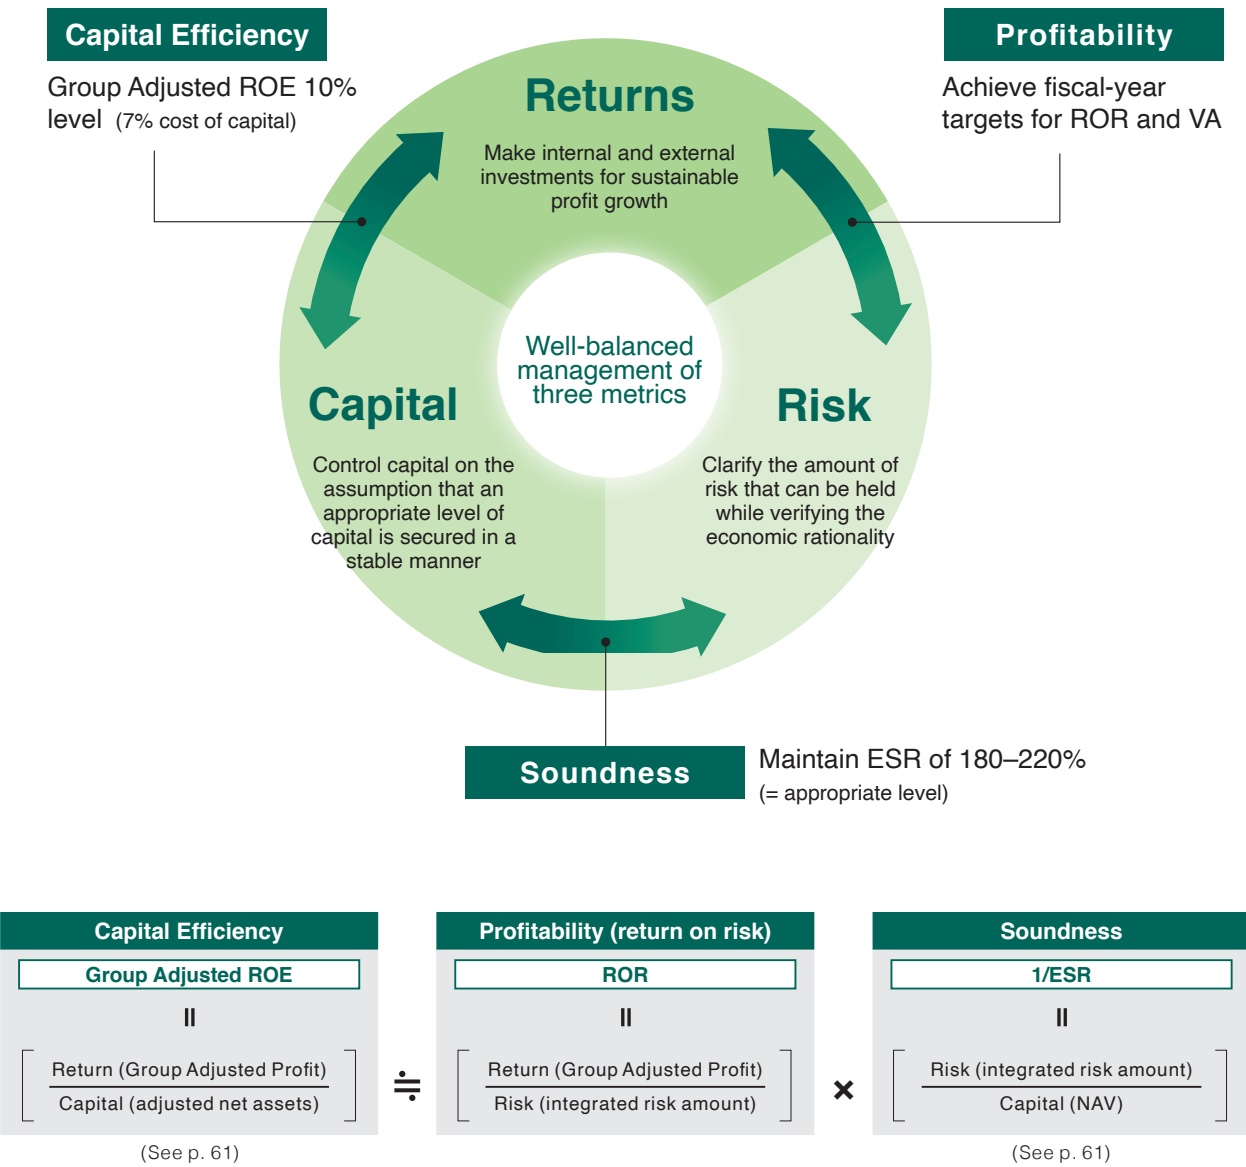 Capital Efficiency
Group Adjusted ROE 10%
level (7% cost of capital)
Profitability
Achieve fiscal-year
targets for ROR and VA
Returns
Make internal and external
investments for sustainable
profit growth
Well-balanced
management of
three metrics
Capital
Control capital on the
assumption that an
appropriate level of
capital is secured in a
stable manner
Risk
Clarify the amount of
risk that can be held
while verifying the
economic rationality
Soundness
Maintain ESR of 180–220%
(= appropriate level)
Capital Efficiency
Group Adjusted ROE
=
Return (Group Adjusted Profit)
Capital (adjusted net assets)
(See p. 61)
≒
Profitability (return on risk)
ROR
=
Return (Group Adjusted Profit)
Risk (integrated risk amount)
×
Soundness
1/ESR
=
Risk (integrated risk amount)
Capital (NAV)
(See p. 61)